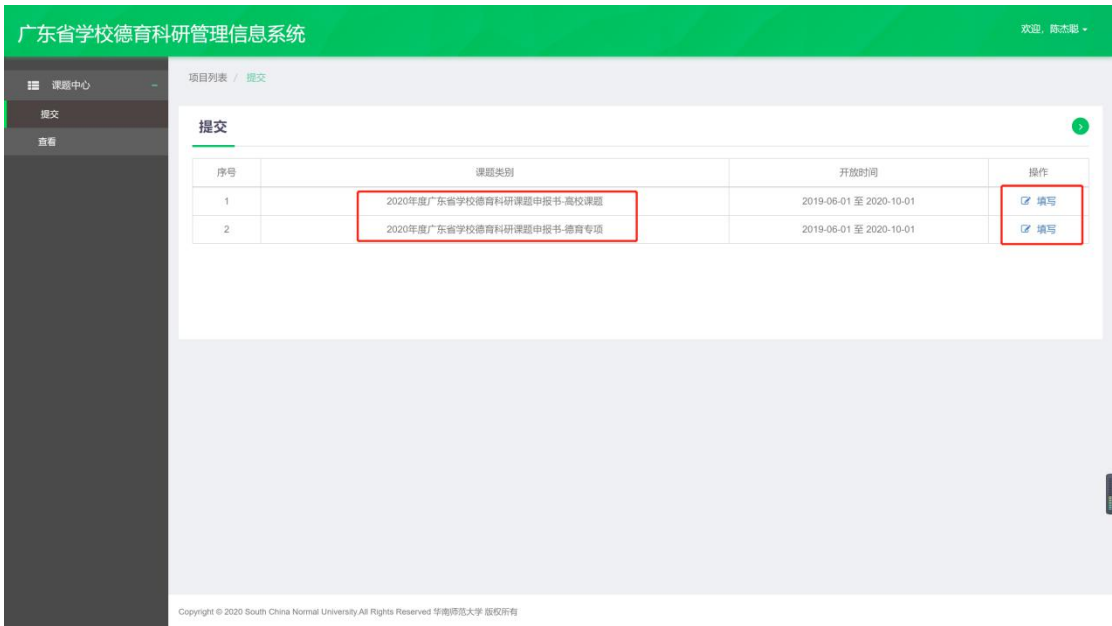 广东省学校德育科研管理信息系统
欢迎，陈杰聪
课题中心
提交
查看
项目列表 / 提交
提交
序号 课题类别 开放时间 操作
1 2020年度广东省学校德育科研课题申报书-高校课题 2019-06-01 至 2020-10-01 填写
2 2020年度广东省学校德育科研课题申报书-德育专项 2019-06-01 至 2020-10-01 填写
Copyright © 2020 South China Normal University.All Rights Reserved 华南师范大学 版权所有